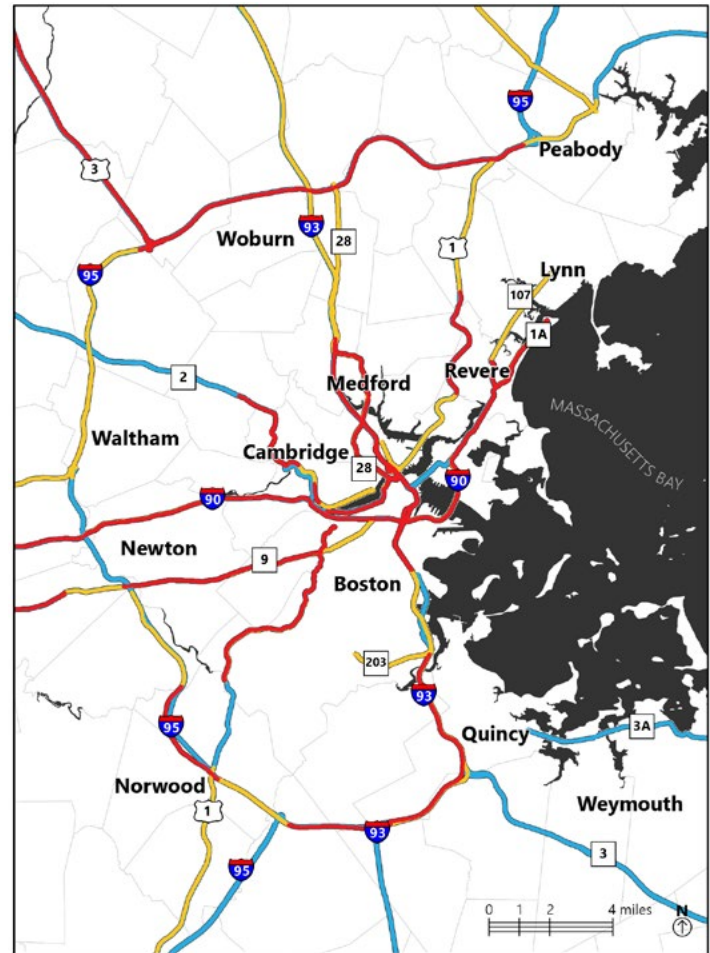 95
Peabody
3
Woburn
93
28
1
95
Lynn
107
1A
2
Medford
Revere
MASSACHUSETTS BAY
Waltham
Cambridge
28
90
90
Newton
9
Boston
203
93
95
Quincy
3A
Norwood
1
Weymouth
93
3
95
0 1 2 4 miles
N